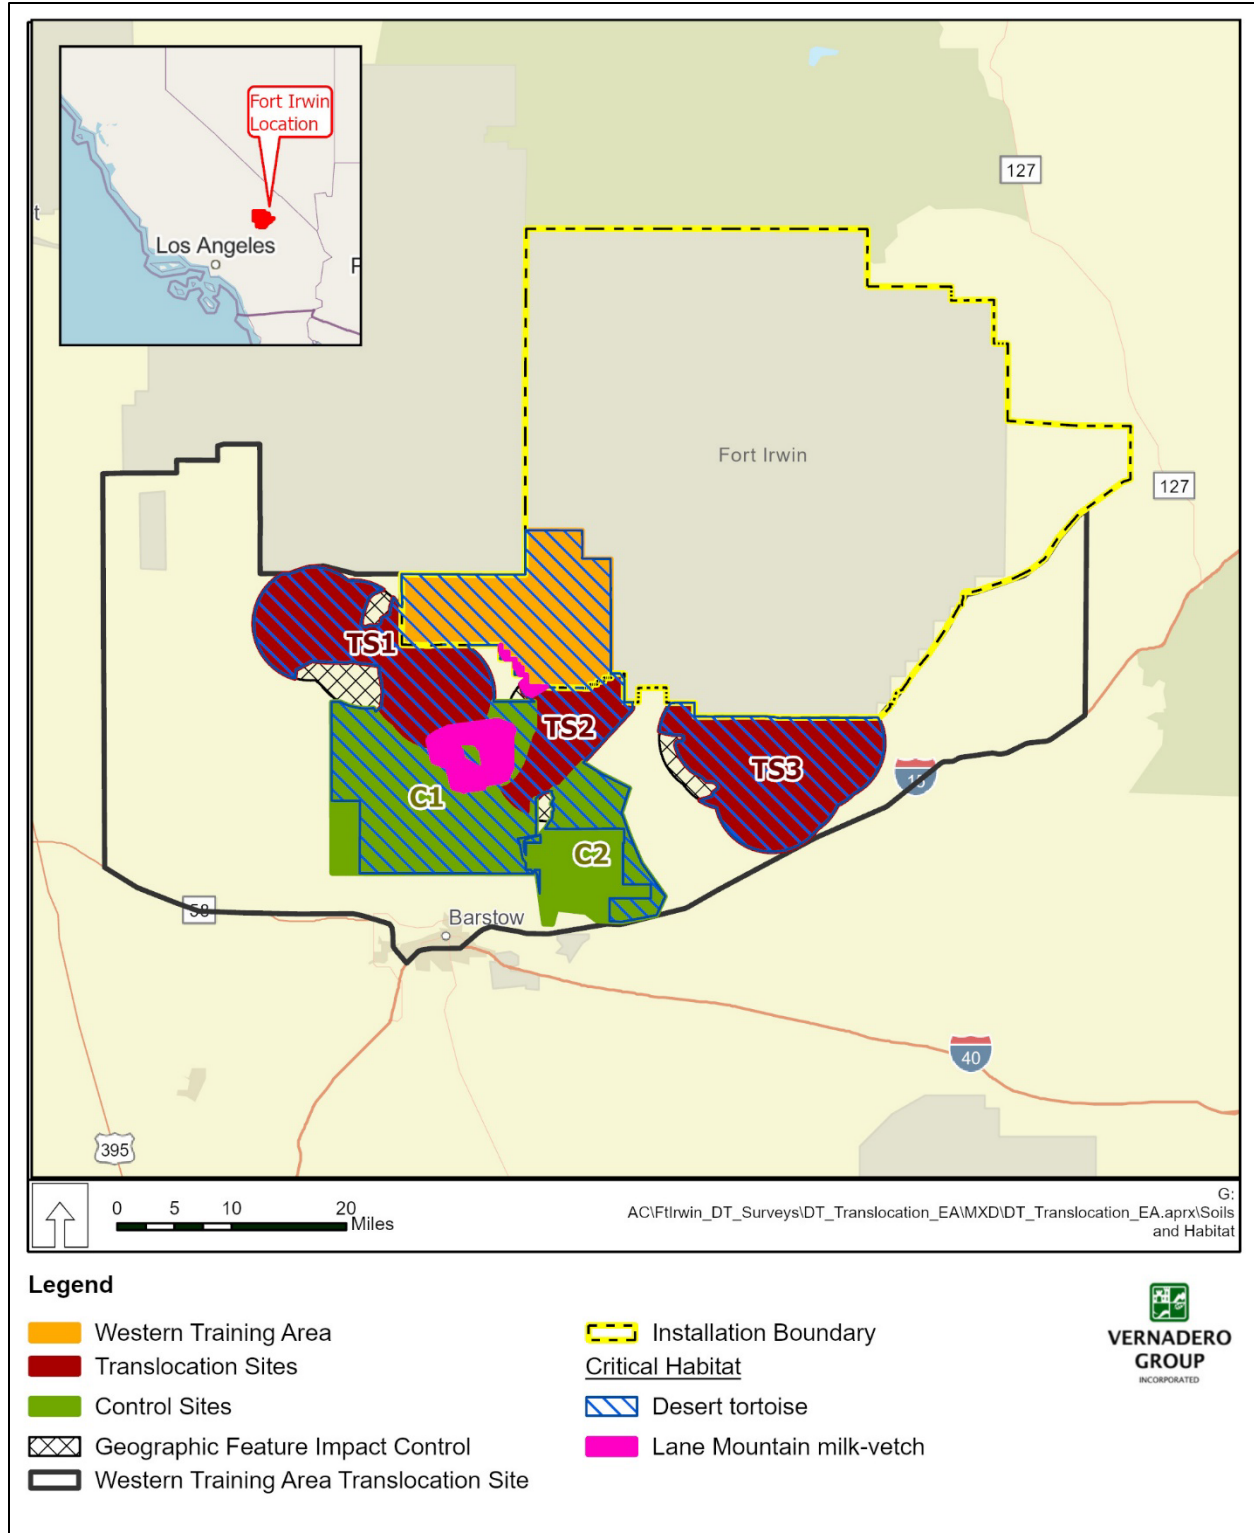 Fort Irwin
Location
Los Angeles
F
t
127
Fort Irwin
127
TS1
TS2
TS3
15
C1
C2
58
Barstow
40
395
0 5 10 20
Miles
G:
AC\FtIrwin_DT_Surveys\DT_Translocation_EA\MXD\DT_Translocation_EA.aprx\Soils
and Habitat
Legend
Western Training Area
Translocation Sites
Control Sites
Geographic Feature Impact Control
Western Training Area Translocation Site
Installation Boundary
Critical Habitat
Desert tortoise
Lane Mountain milk-vetch
VERNADERO
GROUP
INCORPORATED